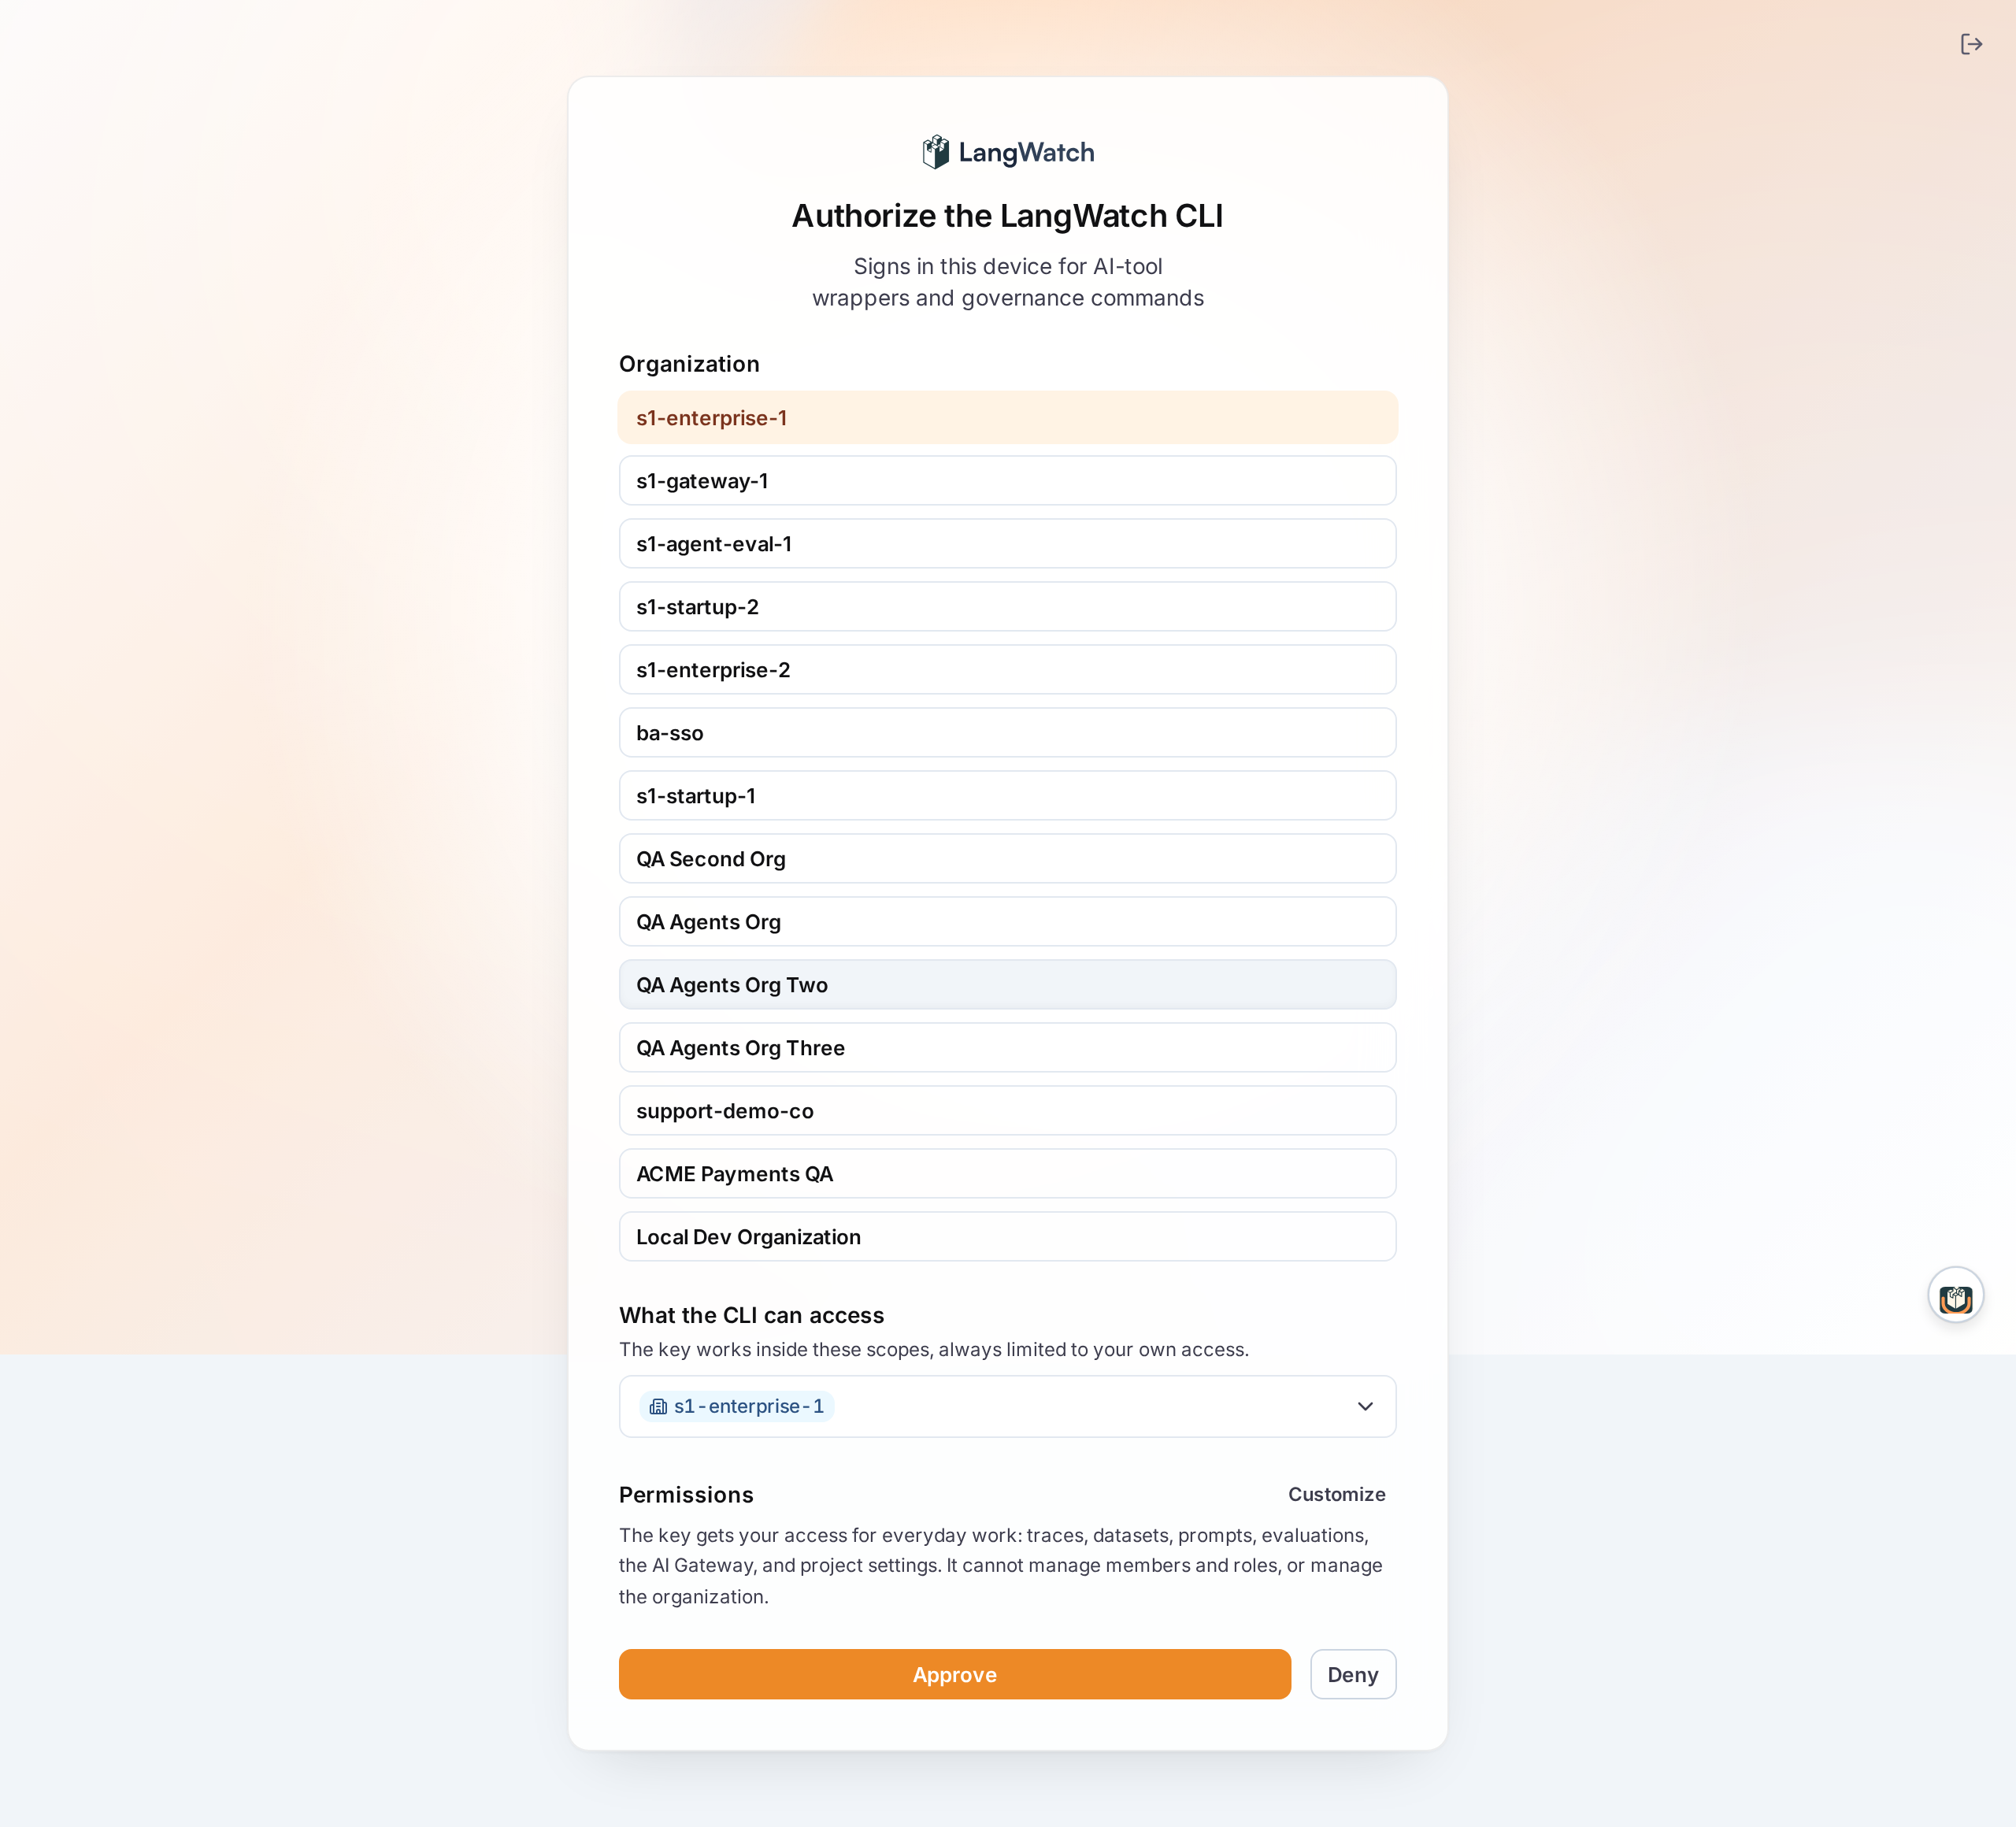 LangWatch
Authorize the LangWatch CLI
Signs in this device for AI-tool
wrappers and governance commands
Organization
s1-enterprise-1
s1-gateway-1
s1-agent-eval-1
s1-startup-2
s1-enterprise-2
ba-sso
s1-startup-1
QA Second Org
QA Agents Org
QA Agents Org Two
QA Agents Org Three
support-demo-co
ACME Payments QA
Local Dev Organization
What the CLI can access
The key works inside these scopes, always limited to your own access.
s1-enterprise-1
Permissions
Customize
The key gets your access for everyday work: traces, datasets, prompts, evaluations,
the AI Gateway, and project settings. It cannot manage members and roles, or manage
the organization.
Approve
Deny